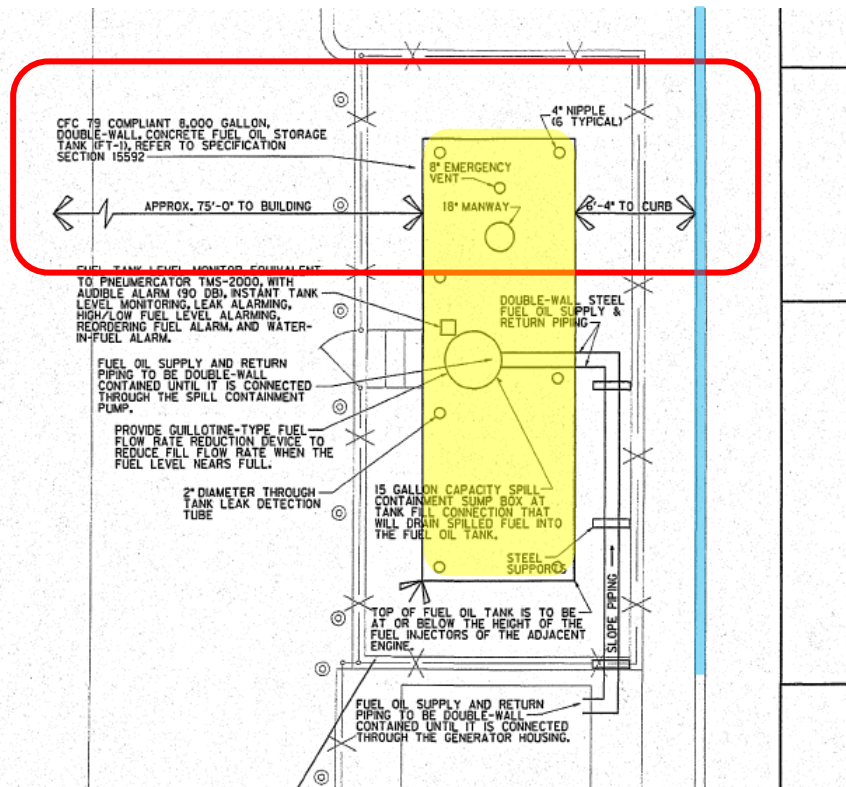 CFC 79 COMPLIANT 8,000 GALLON,
DOUBLE-WALL, CONCRETE FUEL OIL STORAGE
TANK (FT-1), REFER TO SPECIFICATION
SECTION 15592
4" NIPPLE
(6 TYPICAL)
8" EMERGENCY
VENT
18" MANWAY
APPROX. 75'-0" TO BUILDING
6'-4" TO CURB
FUEL TANK LEVEL MONITOR EQUIVALENT
TO PNEUMERCATOR TMS-2000, WITH
AUDIBLE ALARM (90 DB), INSTANT TANK
LEVEL MONITORING, LEAK ALARMING,
HIGH/LOW FUEL LEVEL ALARMING,
REORDERING FUEL ALARM, AND WATER-
IN-FUEL ALARM.
DOUBLE-WALL STEEL
FUEL OIL SUPPLY &
RETURN PIPING
FUEL OIL SUPPLY AND RETURN
PIPING TO BE DOUBLE-WALL
CONTAINED UNTIL IT IS CONNECTED
THROUGH THE SPILL CONTAINMENT
PUMP.
PROVIDE GUILLOTINE-TYPE FUEL
FLOW RATE REDUCTION DEVICE TO
REDUCE FILL FLOW RATE WHEN THE
FUEL LEVEL NEARS FULL.
2" DIAMETER THROUGH
TANK LEAK DETECTION
TUBE
15 GALLON CAPACITY SPILL
CONTAINMENT SUMP BOX AT
TANK FILL CONNECTION THAT
WILL DRAIN SPILLED FUEL INTO
THE FUEL OIL TANK.
STEEL
SUPPORTS
SLOPE PIPING
TOP OF FUEL OIL TANK IS TO BE
AT OR BELOW THE HEIGHT OF THE
FUEL INJECTORS OF THE ADJACENT
ENGINE.
FUEL OIL SUPPLY AND RETURN
PIPING TO BE DOUBLE-WALL
CONTAINED UNTIL IT IS CONNECTED
THROUGH THE GENERATOR HOUSING.